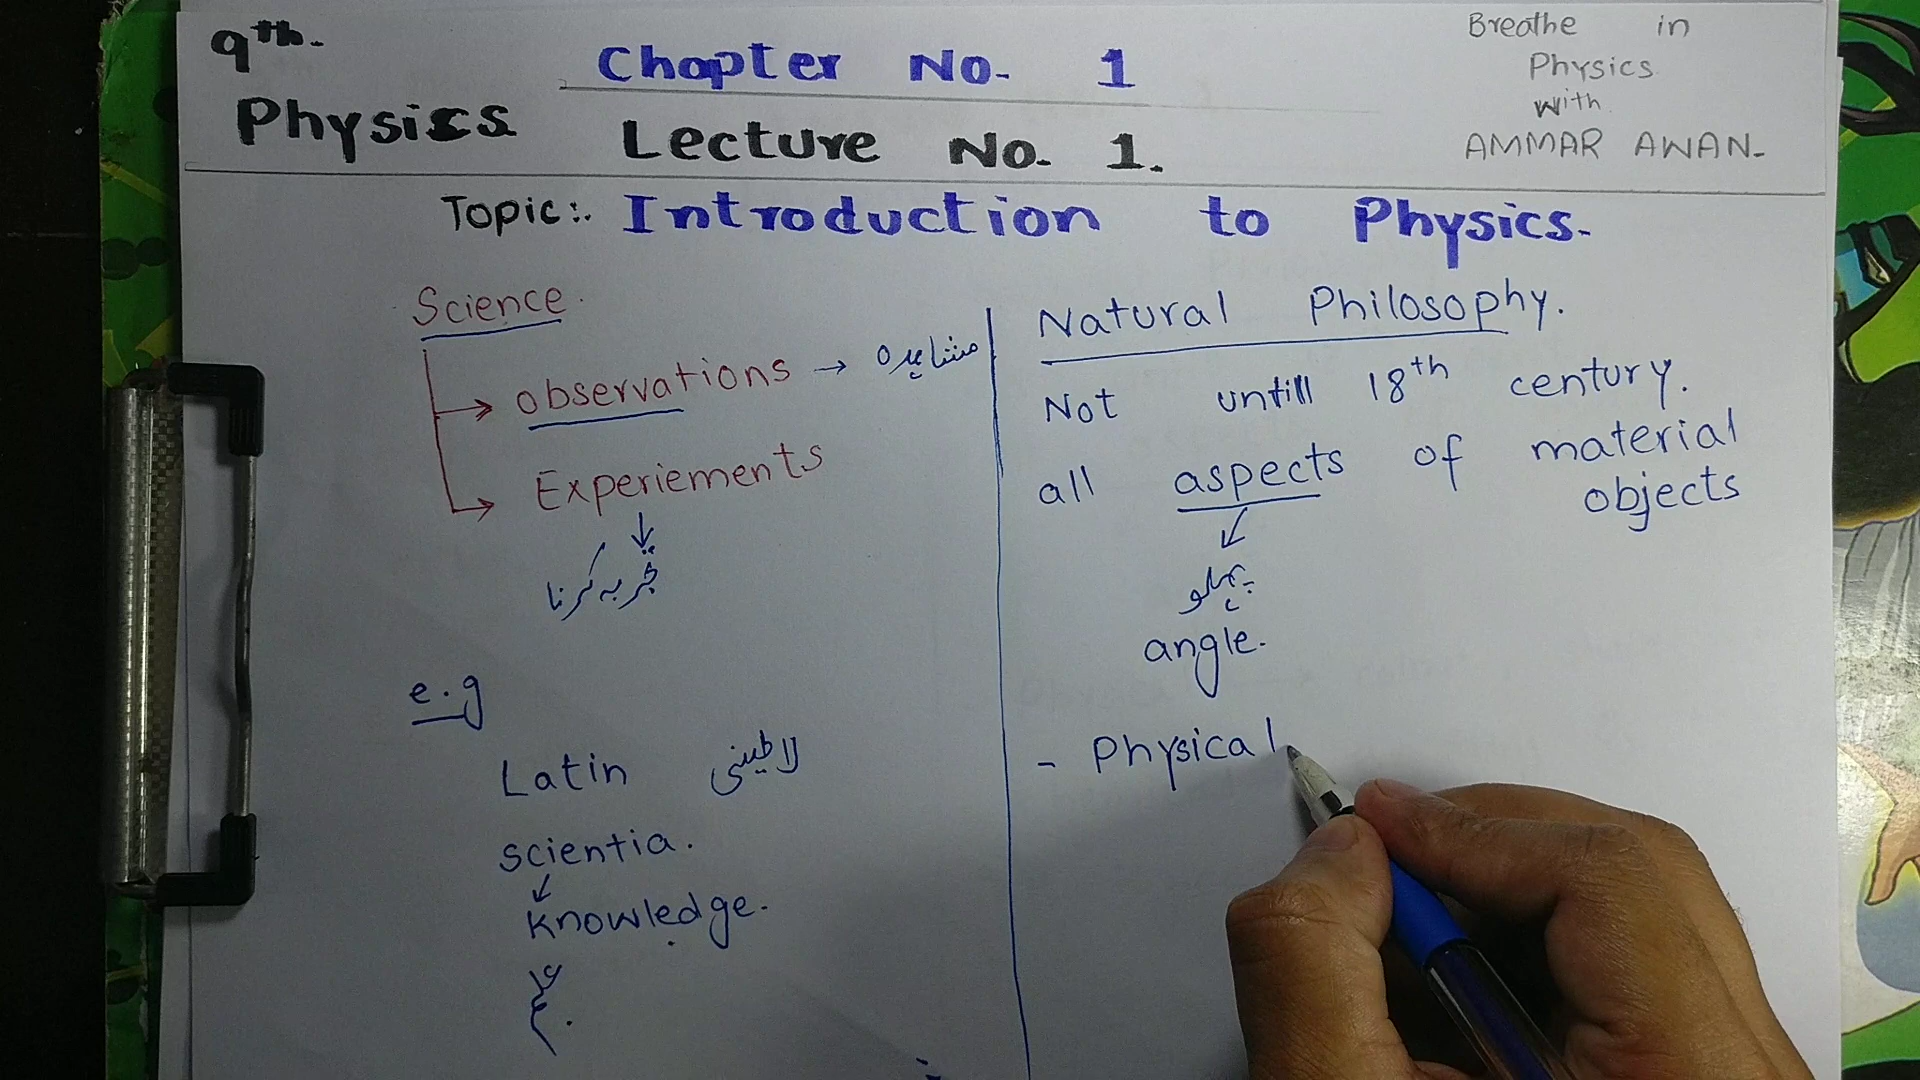 9th.
Physics
Chapter No. 1
Lecture No. 1.
Breathe in
Physics
with
AMMAR AWAN.
Topic:. Introduction to Physics.
Science.
observations → مشاہدہ
Experiements
تجربہ کرنا
e.g
Latin لاطینی
scientia.
knowledge.
علم
Natural Philosophy.
Not untill 18th century.
all aspects of material
objects
پہلو
angle.
- Physical